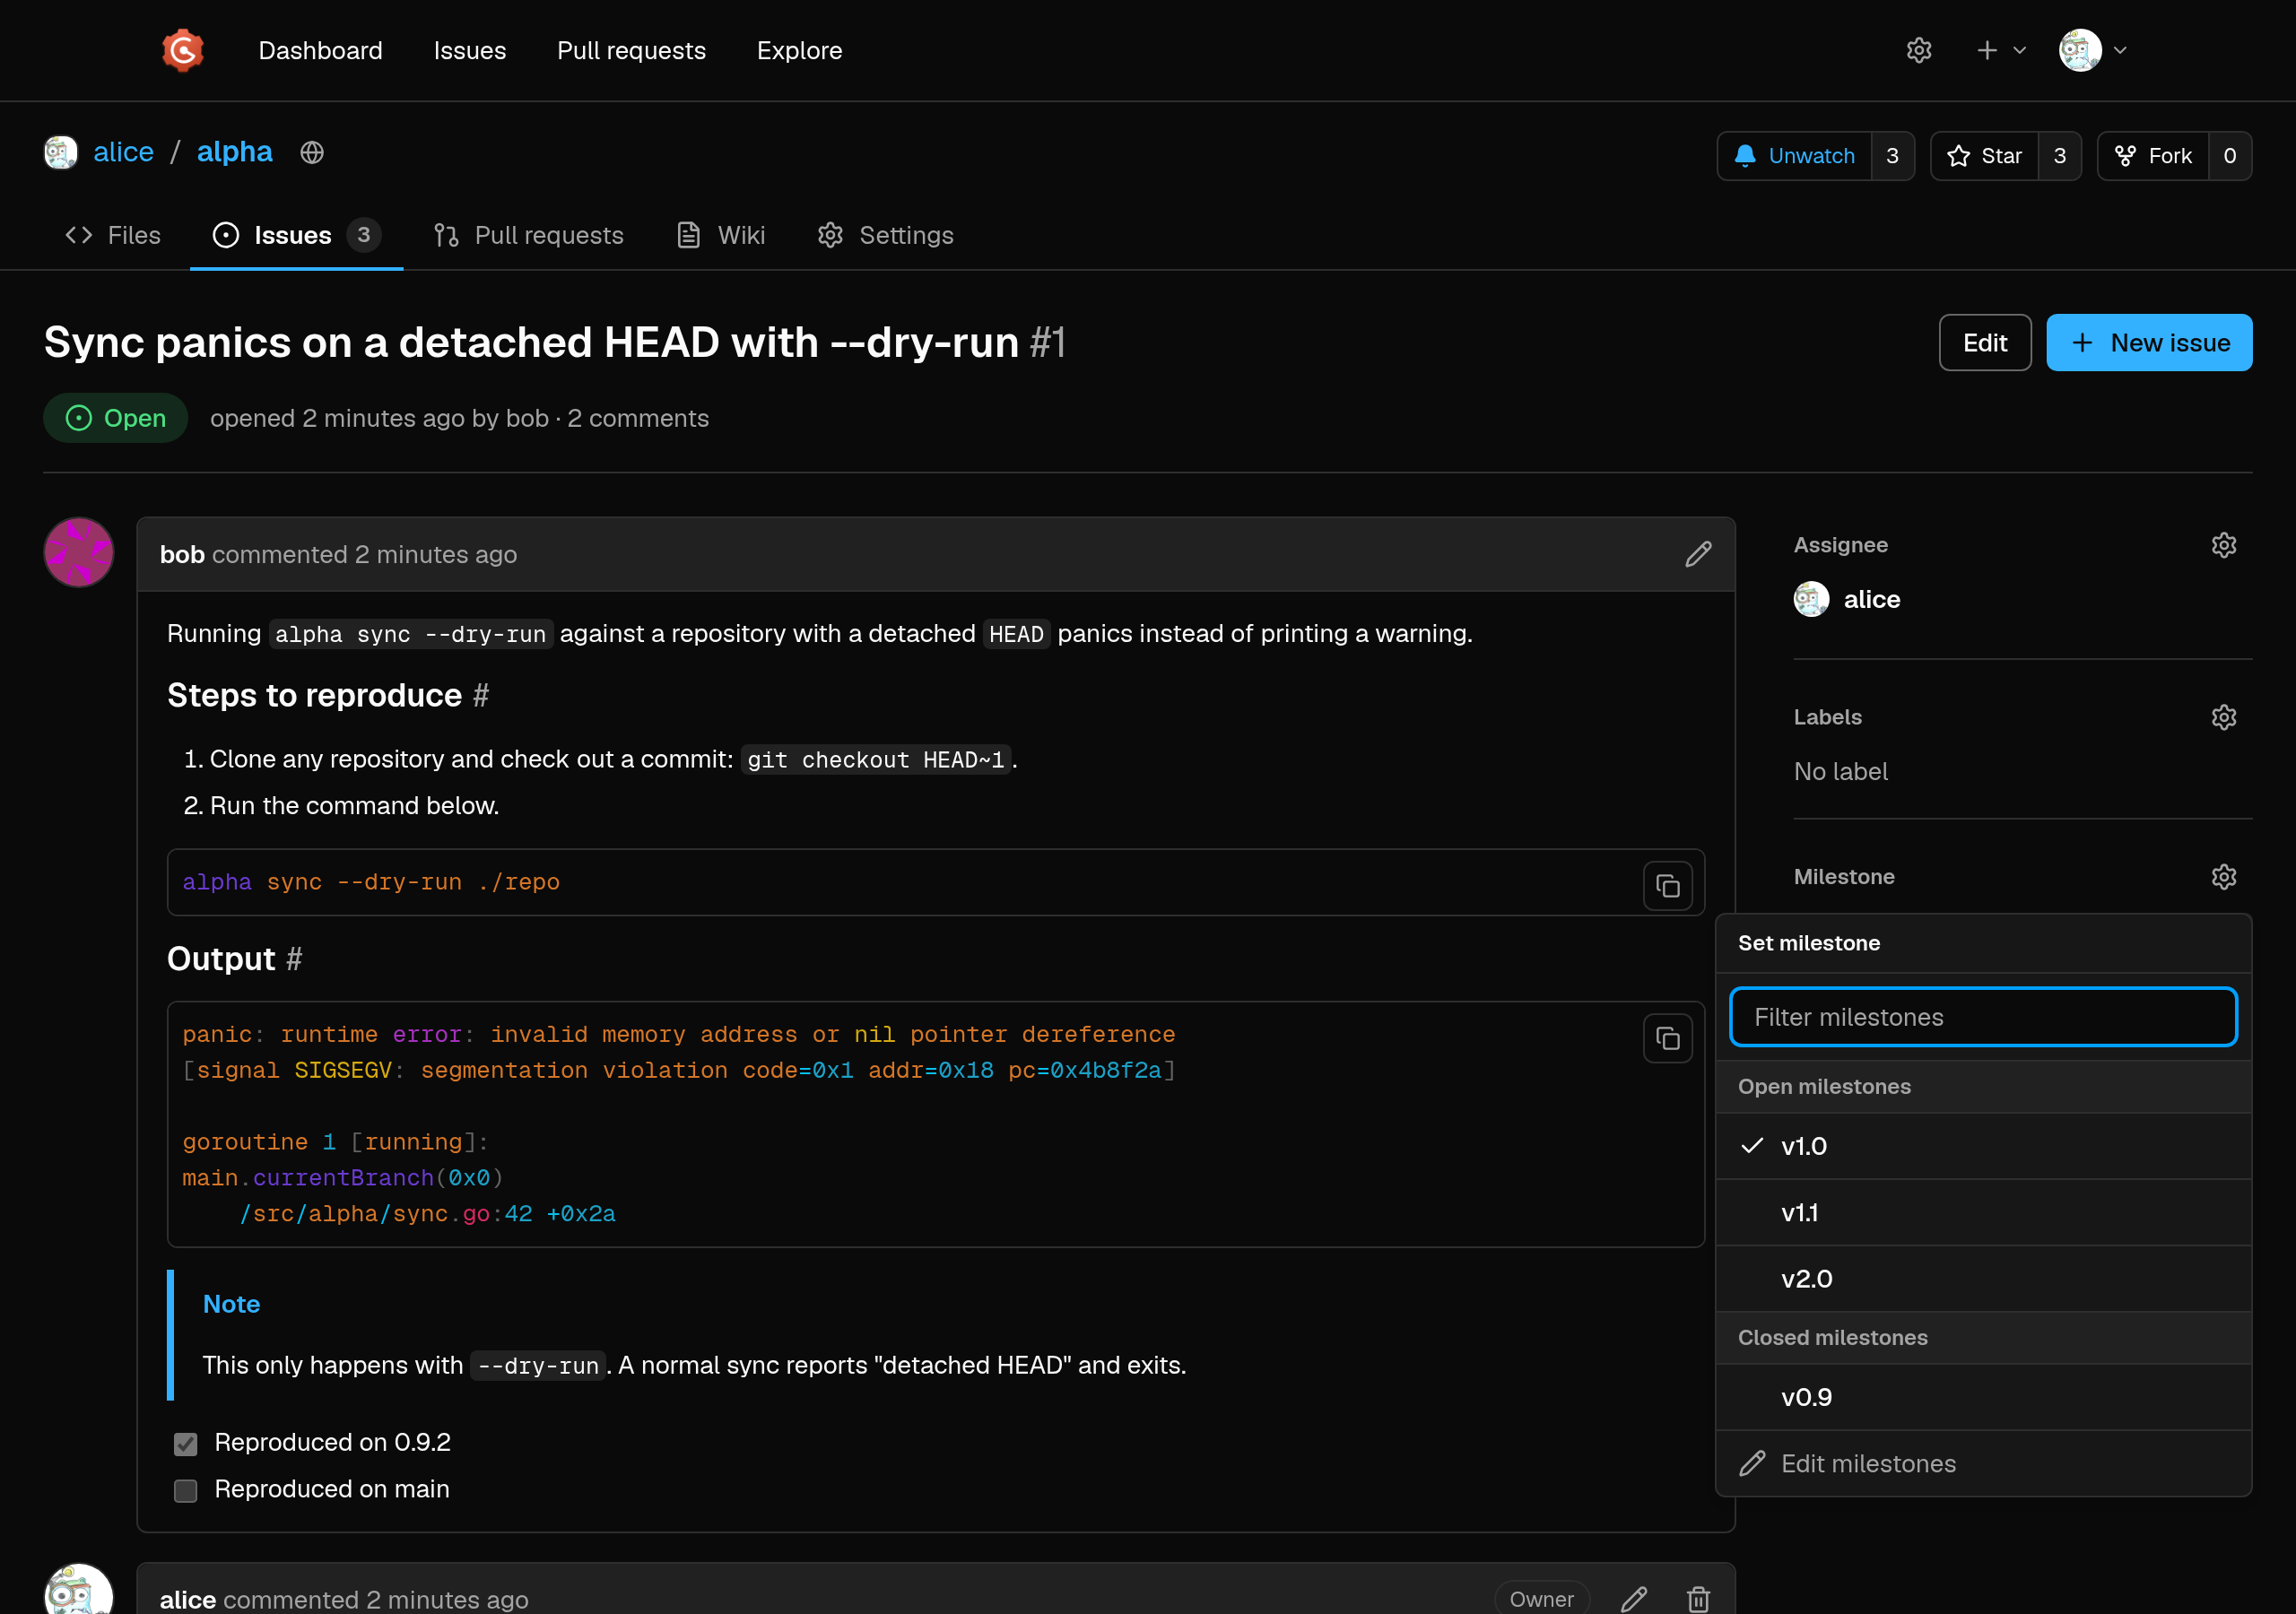 Dashboard Issues Pull requests Explore
alice / alpha
Unwatch 3 Star 3 Fork 0
Files Issues 3 Pull requests Wiki Settings
Sync panics on a detached HEAD with --dry-run #1
Edit + New issue
Open opened 2 minutes ago by bob · 2 comments
bob commented 2 minutes ago
Running alpha sync --dry-run against a repository with a detached HEAD panics instead of printing a warning.
Steps to reproduce #
1. Clone any repository and check out a commit: git checkout HEAD~1.
2. Run the command below.
alpha sync --dry-run ./repo
Output #
panic: runtime error: invalid memory address or nil pointer dereference
[signal SIGSEGV: segmentation violation code=0x1 addr=0x18 pc=0x4b8f2a]
goroutine 1 [running]:
main.currentBranch(0x0)
/src/alpha/sync.go:42 +0x2a
Note
This only happens with --dry-run. A normal sync reports "detached HEAD" and exits.
Reproduced on 0.9.2
Reproduced on main
alice commented 2 minutes ago Owner
Assignee
alice
Labels
No label
Milestone
Set milestone
Filter milestones
Open milestones
v1.0
v1.1
v2.0
Closed milestones
v0.9
Edit milestones